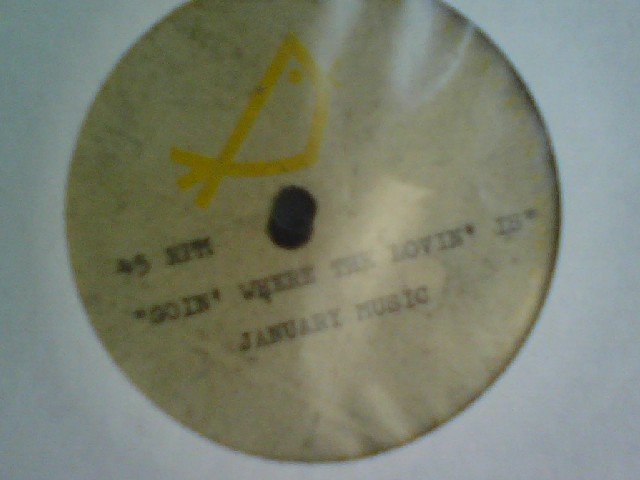 45 RPM
"GOIN' WHERE THE LOVIN' IS"
JANUARY MUSIC